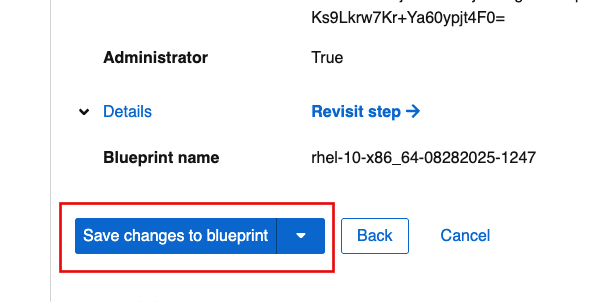 Ks9Lkrw7Kr+Ya60ypjt4F0=
Administrator True
Details Revisit step →
Blueprint name rhel-10-x86_64-08282025-1247
Save changes to blueprint Back Cancel